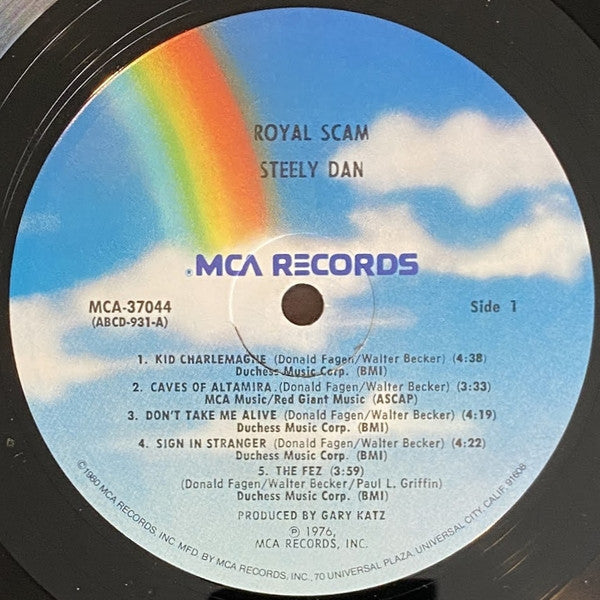 ROYAL SCAM
STEELY DAN
® MCA RECORDS
MCA-37044
(ABCD-931-A)
Side 1
1. KID CHARLEMAGNE (Donald Fagen/Walter Becker) (4:38)
Duchess Music Corp. (BMI)
2. CAVES OF ALTAMIRA. (Donald Fagen/Walter Becker) (3:33)
MCA Music/Red Giant Music (ASCAP)
3. DON'T TAKE ME ALIVE (Donald Fagen/Walter Becker) (4:19)
Duchess Music Corp. (BMI)
4. SIGN IN STRANGER (Donald Fagen/Walter Becker) (4:22)
Duchess Music Corp. (BMI)
5. THE FEZ (3:59)
(Donald Fagen/Walter Becker/Paul L. Griffin)
Duchess Music Corp. (BMI)
PRODUCED BY GARY KATZ
℗ 1976,
MCA RECORDS, INC.
©1980 MCA RECORDS, INC MFD. BY MCA RECORDS, INC., 70 UNIVERSAL PLAZA, UNIVERSAL CITY, CALIF. 91608